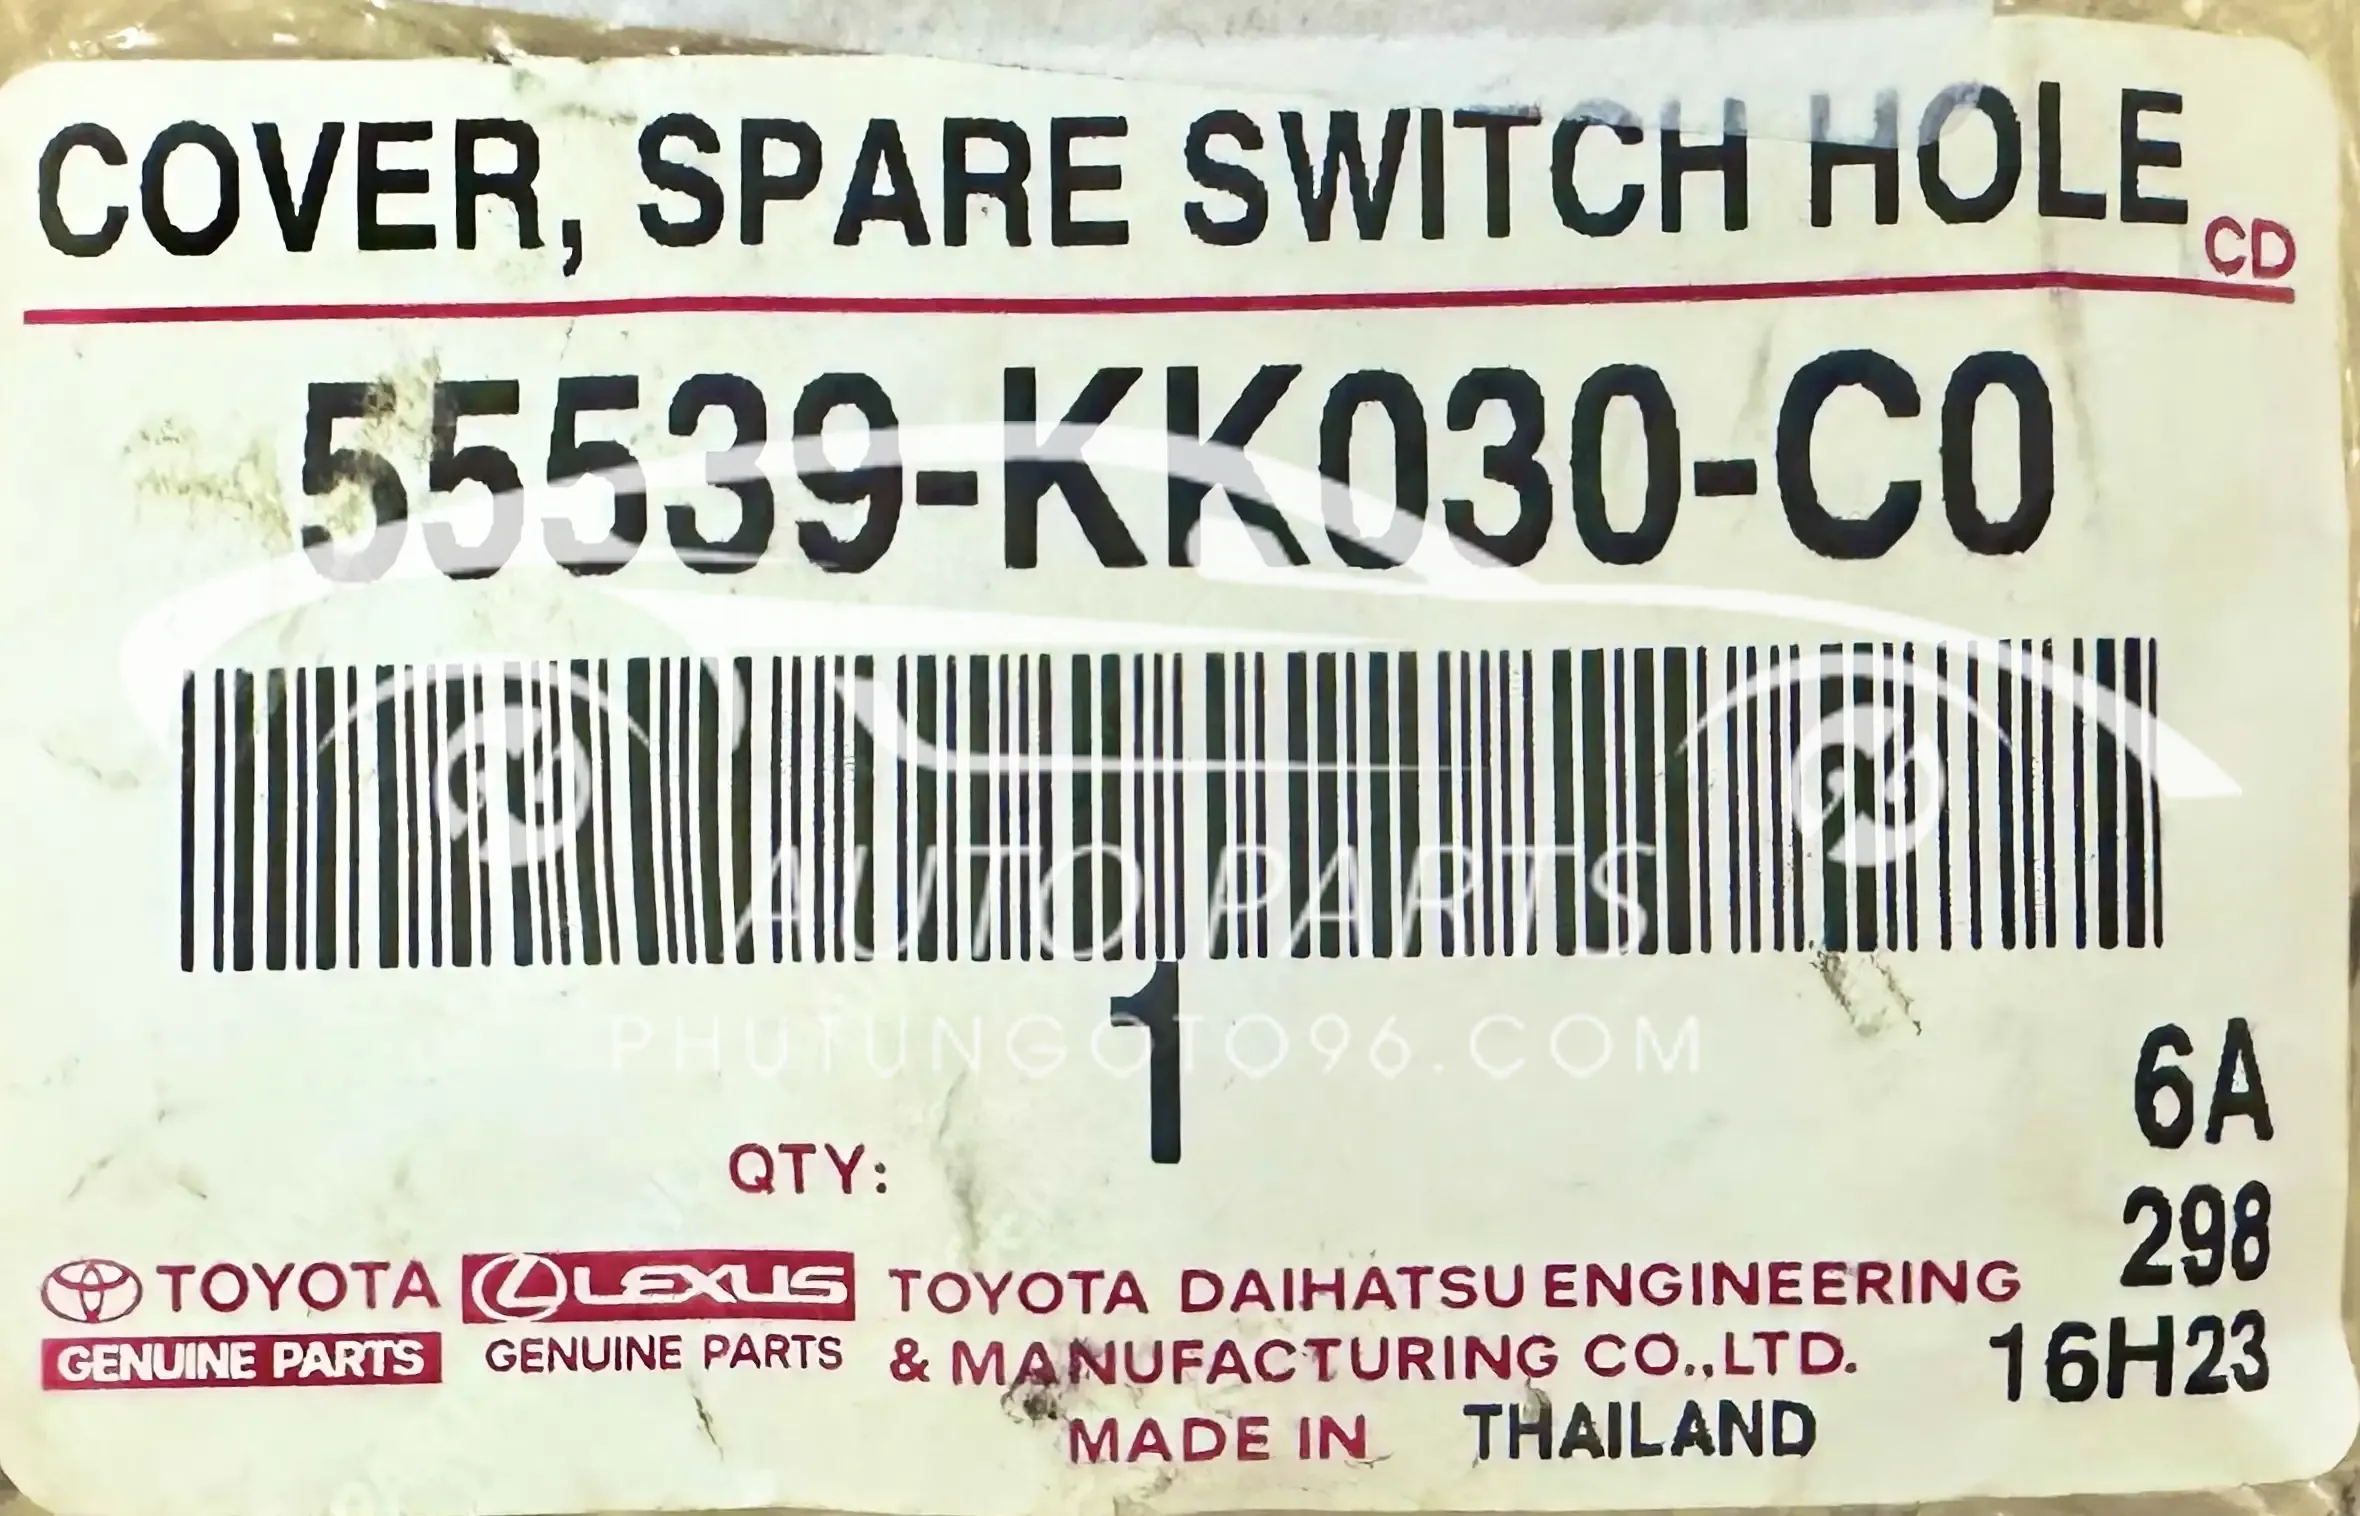 COVER, SPARE SWITCH HOLE
CD
55539-KK030-C0
AUTO PARTS
1
PHUTUNGOTO96.COM
6A
QTY:
298
TOYOTA LEXUS TOYOTA DAIHATSU ENGINEERING
GENUINE PARTS GENUINE PARTS & MANUFACTURING CO.,LTD.
16H23
MADE IN THAILAND